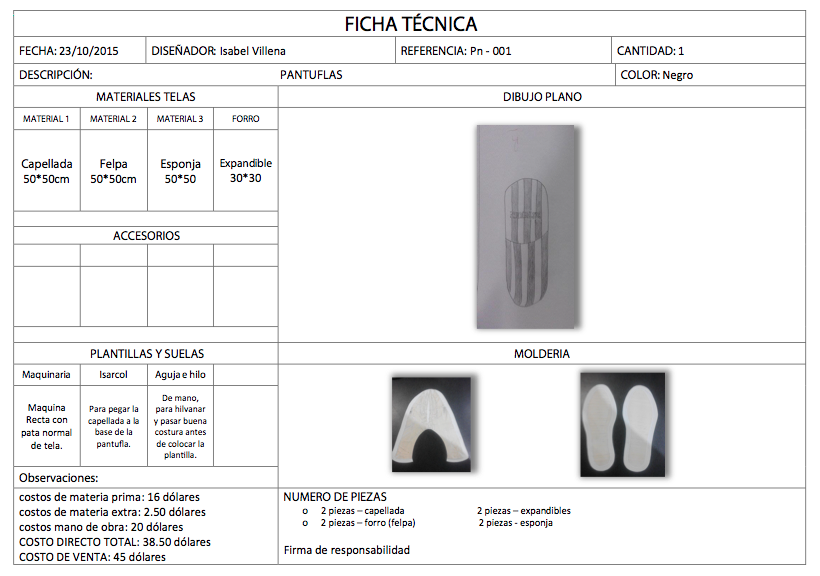 FICHA TÉCNICA
FECHA: 23/10/2015
DISEÑADOR: Isabel Villena
REFERENCIA: Pn - 001
CANTIDAD: 1
DESCRIPCIÓN:
PANTUFLAS
COLOR: Negro
MATERIALES TELAS
DIBUJO PLANO
MATERIAL 1
MATERIAL 2
MATERIAL 3
FORRO
Capellada
50*50cm
Felpa
50*50cm
Esponja
50*50
Expandible
30*30
ACCESORIOS
PLANTILLAS Y SUELAS
MOLDERIA
Maquinaria
Isarcol
Aguja e hilo
Maquina
Recta con
pata normal
de tela.
Para pegar la
capellada a la
base de la
pantufla.
De mano,
para hilvanar
y pasar buena
costura antes
de colocar la
plantilla.
Observaciones:
costos de materia prima: 16 dólares
costos de materia extra: 2.50 dólares
costos mano de obra: 20 dólares
COSTO DIRECTO TOTAL: 38.50 dólares
COSTO DE VENTA: 45 dólares
NUMERO DE PIEZAS
o 2 piezas – capellada
2 piezas – expandibles
o 2 piezas – forro (felpa)
2 piezas - esponja
Firma de responsabilidad